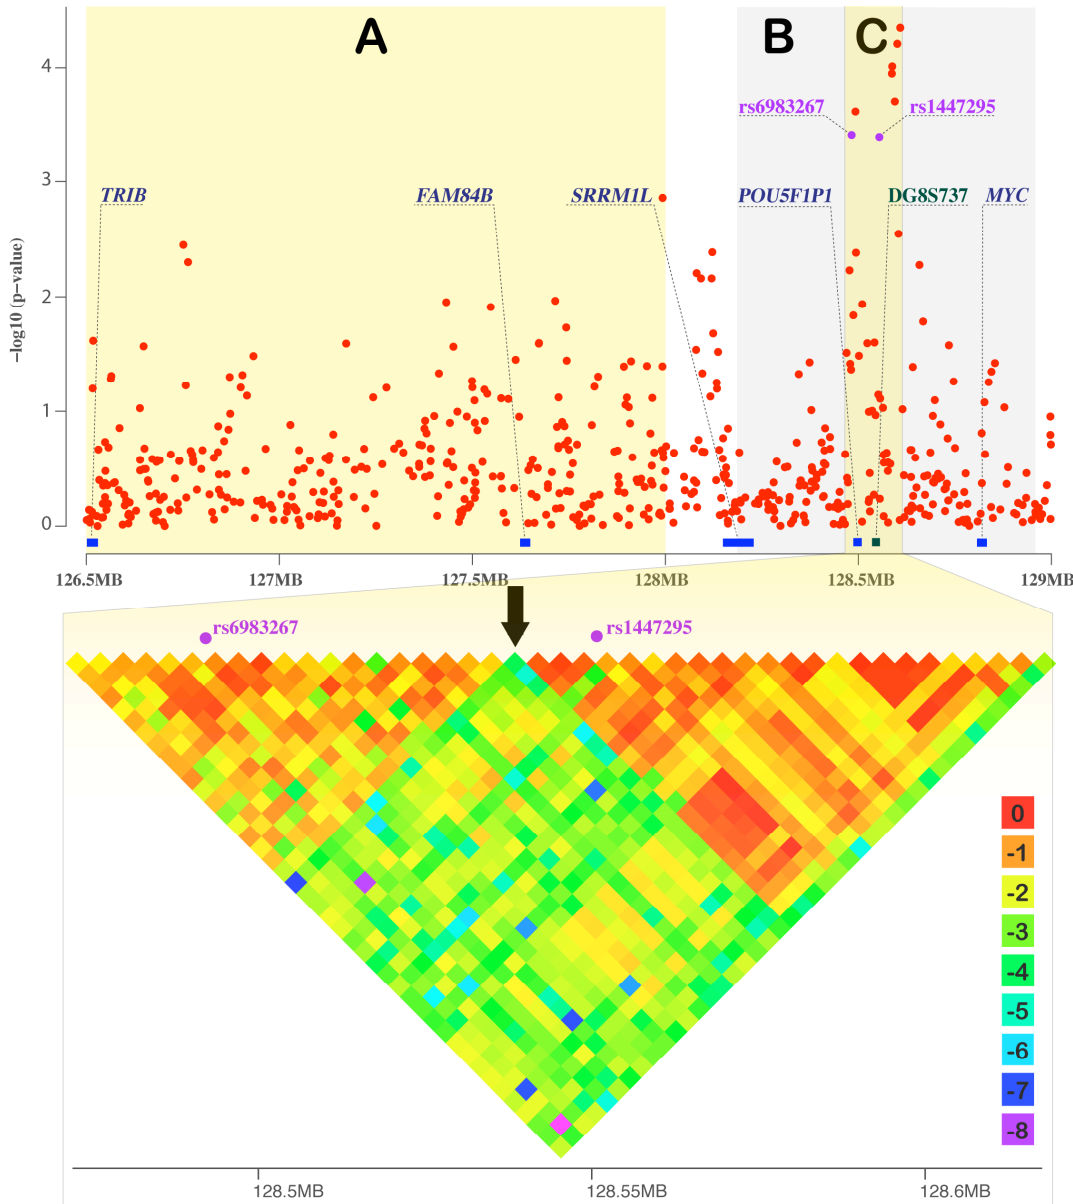 A
B
C
4
rs6983267
rs1447295
3
TRIB
FAM84B
SRRM1L
POU5F1P1
DG8S737
MYC
−log10 (p−value)
2
1
0
126.5MB
127MB
127.5MB
128MB
128.5MB
129MB
rs6983267
rs1447295
0
-1
-2
-3
-4
-5
-6
-7
-8
128.5MB
128.55MB
128.6MB